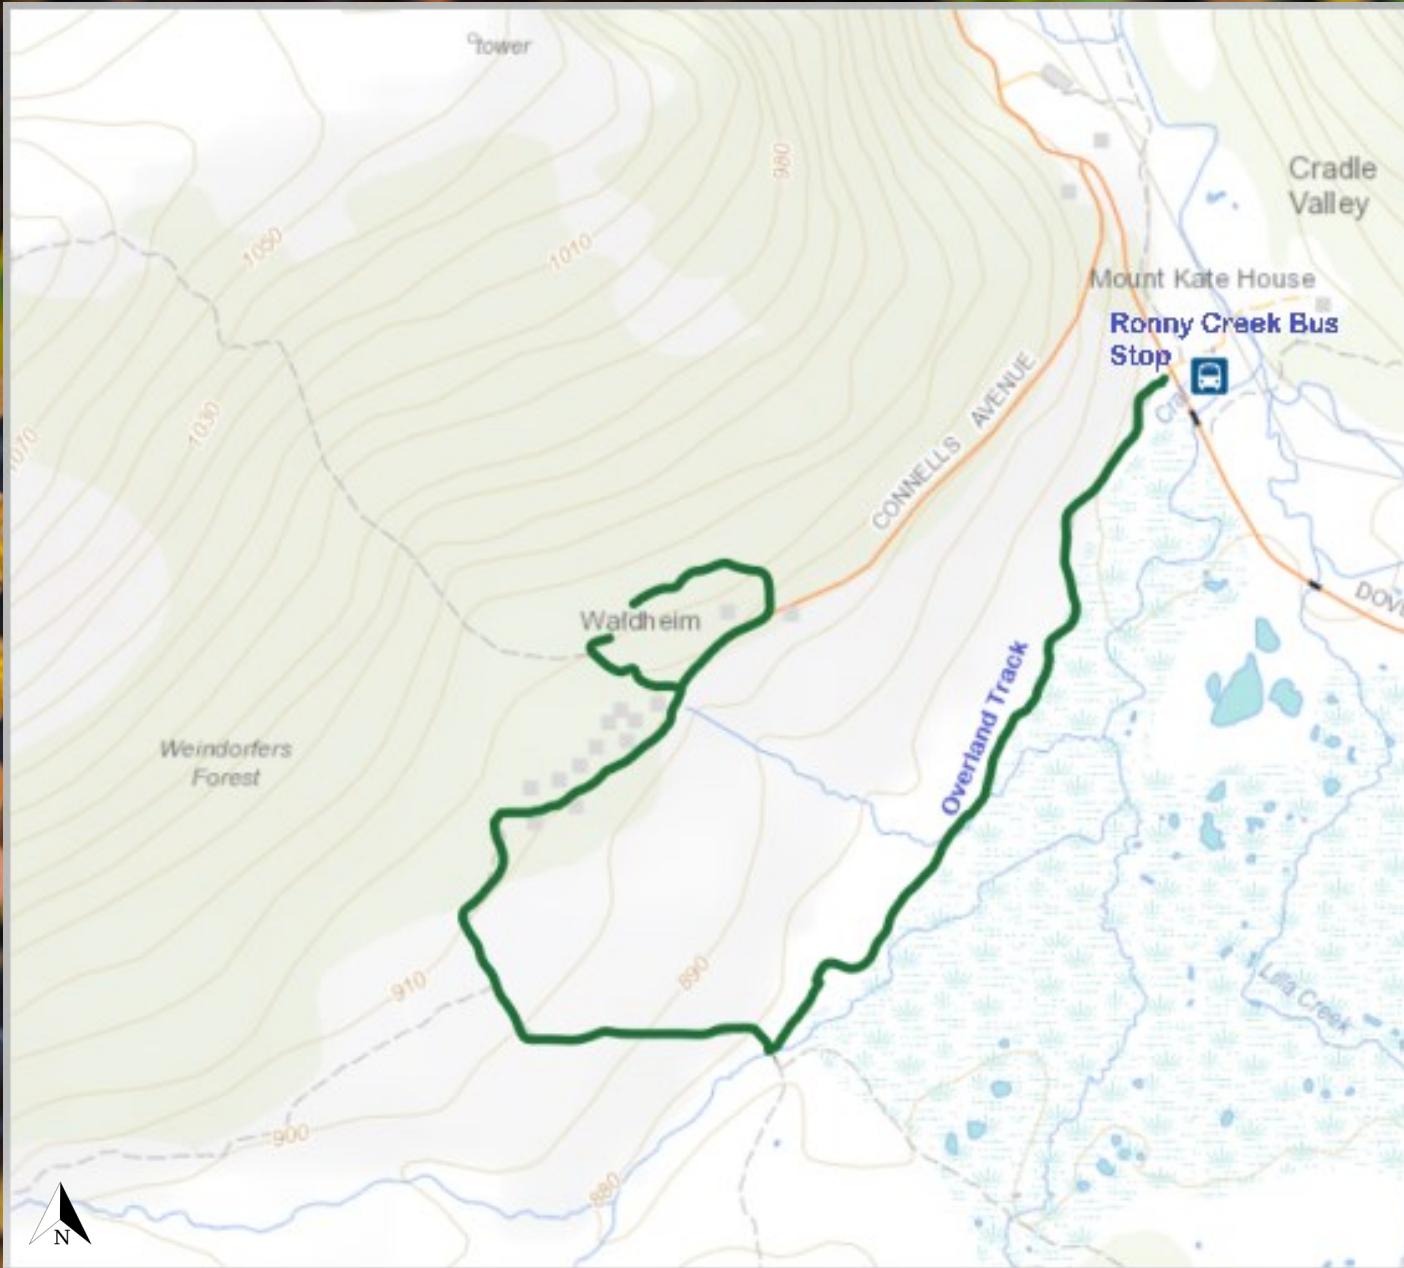 tower
980
Cradle
Valley
1050
1010
Mount Kate House
Ronny Creek Bus
Stop
CONNELLS AVENUE
1030
1070
Waldheim
Overland Track
Weindorfers
Forest
910
890
Lilla Creek
900
880
N